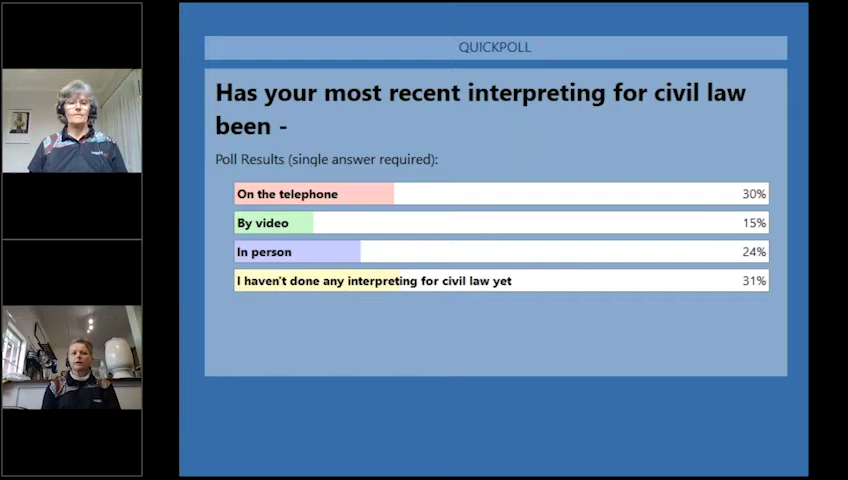 QUICKPOLL
Has your most recent interpreting for civil law
been -
Poll Results (single answer required):
On the telephone 30%
By video 15%
In person 24%
I haven't done any interpreting for civil law yet 31%